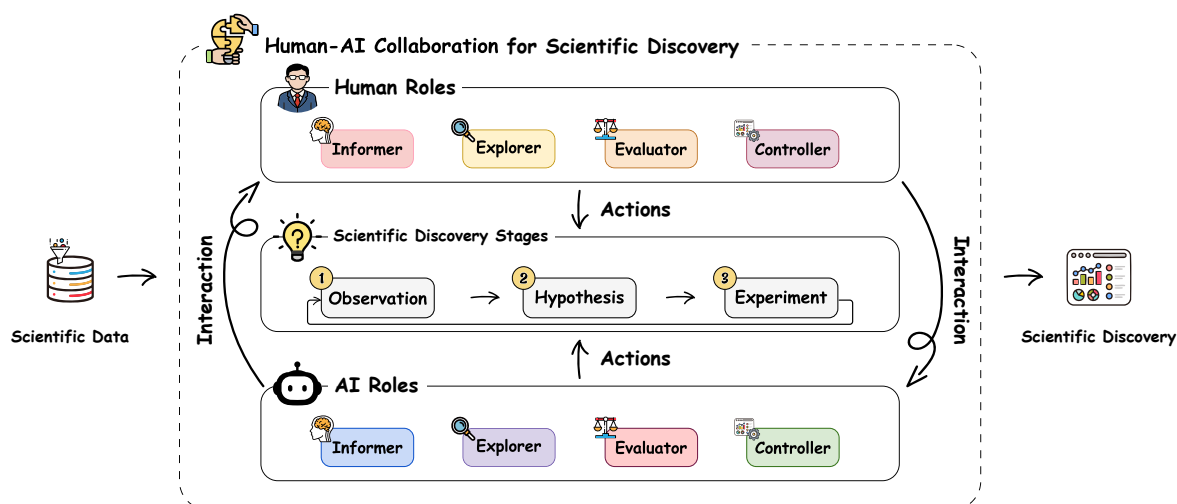 Human-AI Collaboration for Scientific Discovery
Human Roles
Informer
Explorer
Evaluator
Controller
Actions
Scientific Discovery Stages
?
1
Observation
2
Hypothesis
3
Experiment
Interaction
Interaction
Scientific Data
Scientific Discovery
Actions
AI Roles
Informer
Explorer
Evaluator
Controller